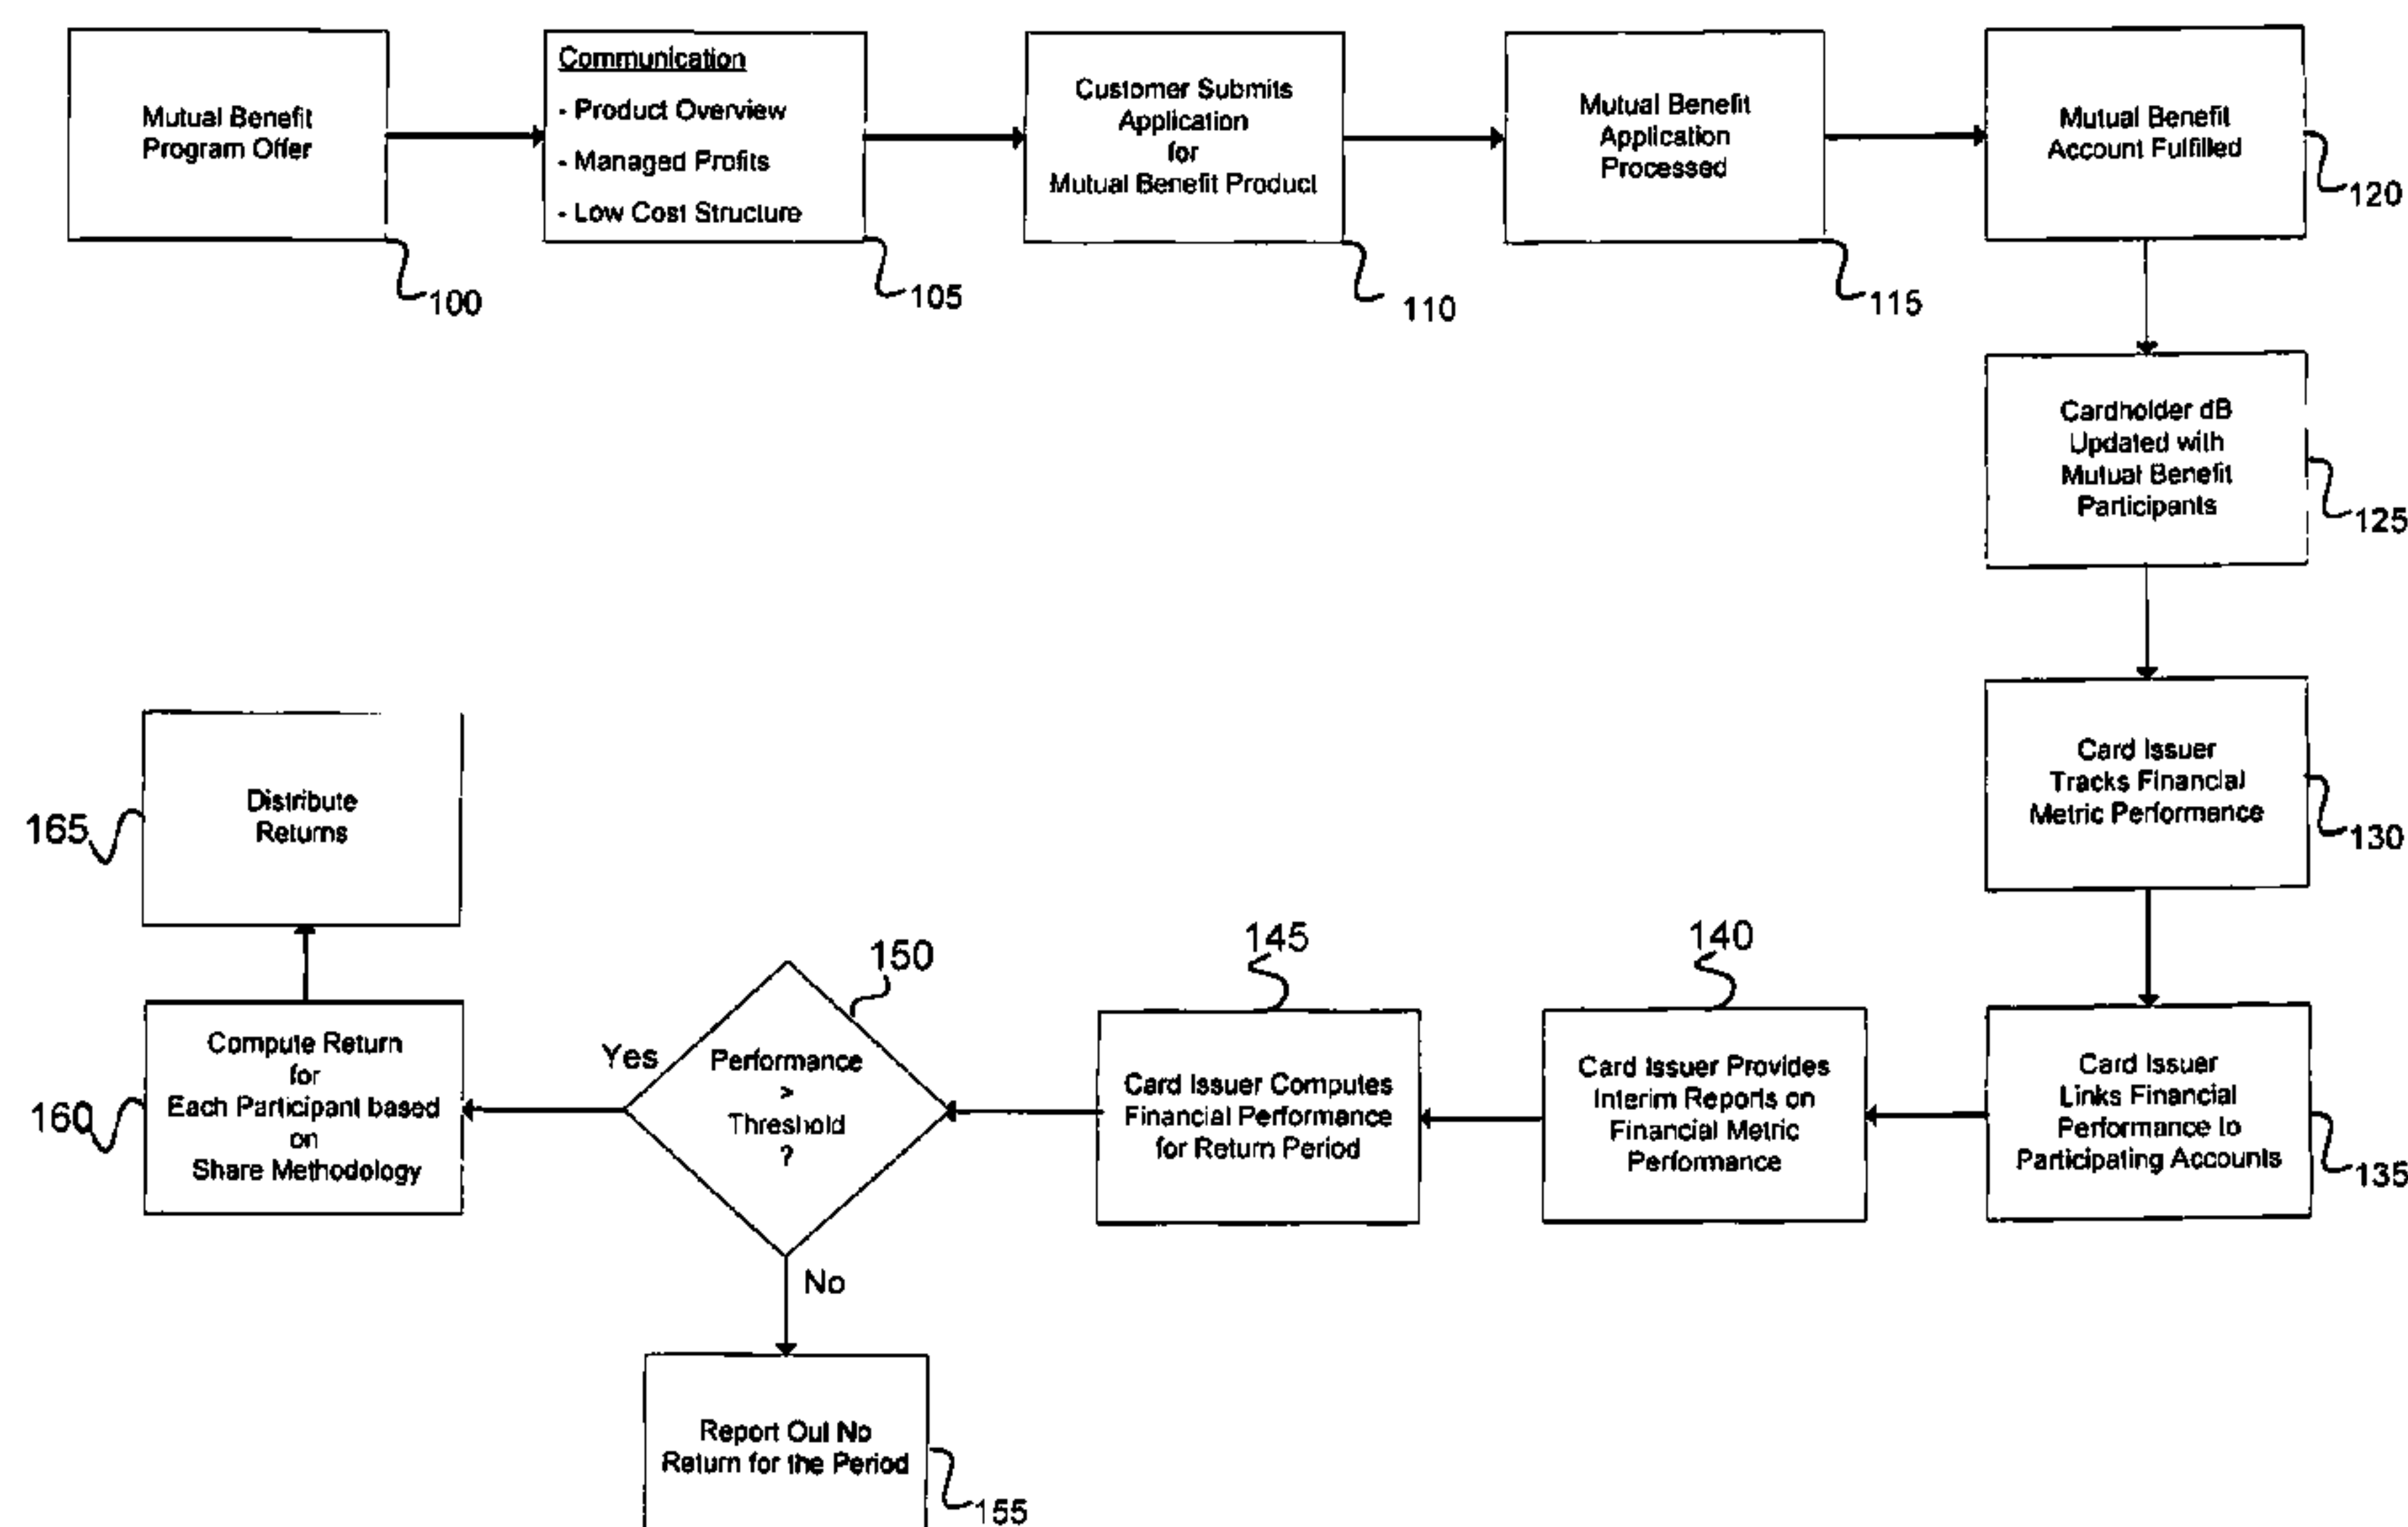 Mutual Benefit
Program Offer
100
Communication
- Product Overview
- Managed Profits
- Low Cost Structure
105
Customer Submits
Application
for
Mutual Benefit Product
110
Mutual Benefit
Application
Processed
115
Mutual Benefit
Account Fulfilled
120
Cardholder dB
Updated with
Mutual Benefit
Participants
125
Card Issuer
Tracks Financial
Metric Performance
130
Card Issuer
Links Financial
Performance to
Participating Accounts
135
140
Card Issuer Provides
Interim Reports on
Financial Metric
Performance
145
Card Issuer Computes
Financial Performance
for Return Period
150
Performance
>
Threshold
?
Yes
No
Report Out No
Return for the Period
155
Compute Return
for
Each Participant based
on
Share Methodology
160
Distribute
Returns
165